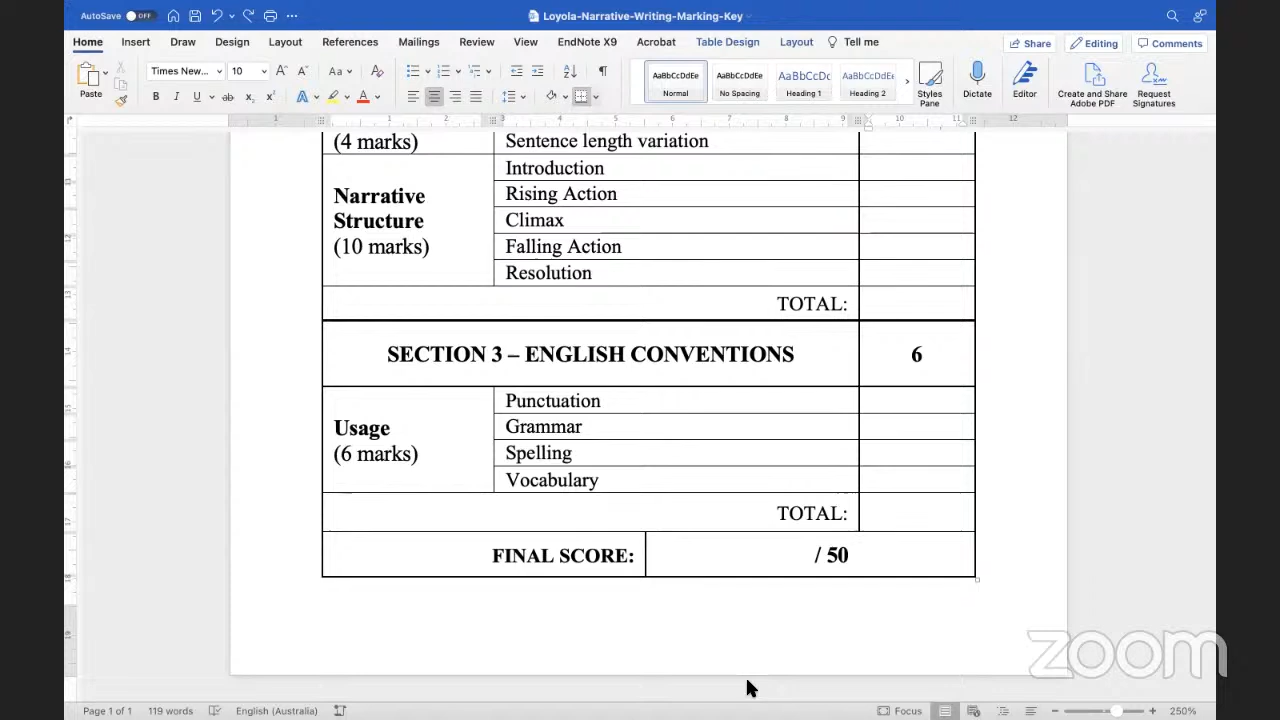 AutoSave OFF Loyola-Narrative-Writing-Marking-Key
Home Insert Draw Design Layout References Mailings Review View EndNote X9 Acrobat Table Design Layout Tell me Share Editing Comments
Paste Times New... 10 Normal No Spacing Heading 1 Heading 2 Styles Pane Dictate Editor Create and Share Adobe PDF Request Signatures
(4 marks) Sentence length variation
Narrative Structure (10 marks)
Introduction
Rising Action
Climax
Falling Action
Resolution
TOTAL:
SECTION 3 – ENGLISH CONVENTIONS 6
Usage (6 marks)
Punctuation
Grammar
Spelling
Vocabulary
TOTAL:
FINAL SCORE: / 50
zoom
Page 1 of 1 119 words English (Australia) Focus 250%